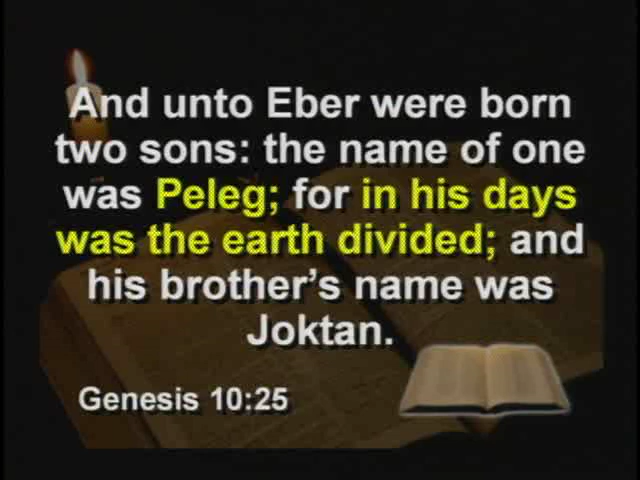 And unto Eber were born
two sons: the name of one
was Peleg; for in his days
was the earth divided; and
his brother’s name was
Joktan.
Genesis 10:25